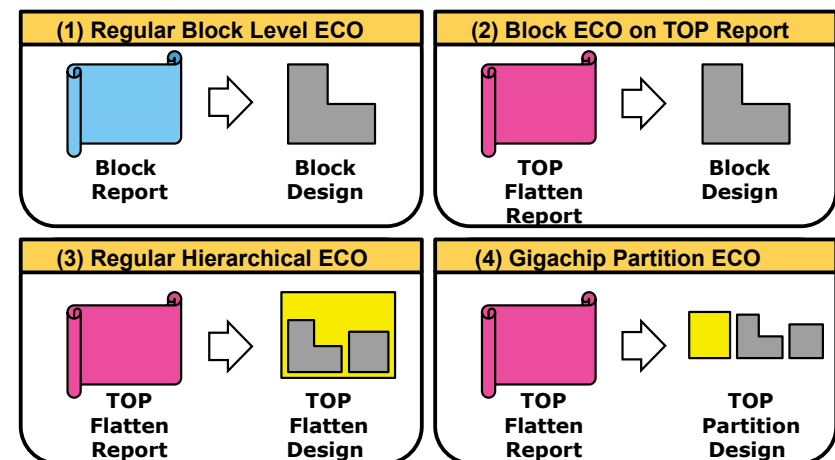 (1) Regular Block Level ECO
Block
Report
Block
Design
(2) Block ECO on TOP Report
TOP
Flatten
Report
Block
Design
(3) Regular Hierarchical ECO
TOP
Flatten
Report
TOP
Flatten
Design
(4) Gigachip Partition ECO
TOP
Flatten
Report
TOP
Partition
Design